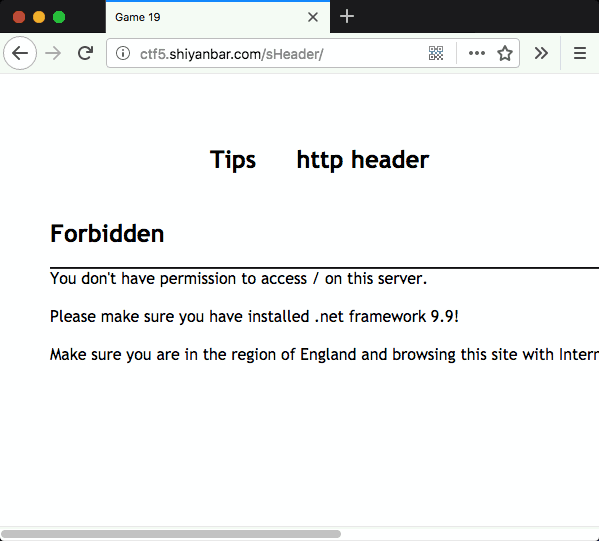 Game 19
ctf5.shiyanbar.com/sHeader/
Tips http header
Forbidden
You don't have permission to access / on this server.
Please make sure you have installed .net framework 9.9!
Make sure you are in the region of England and browsing this site with Intern